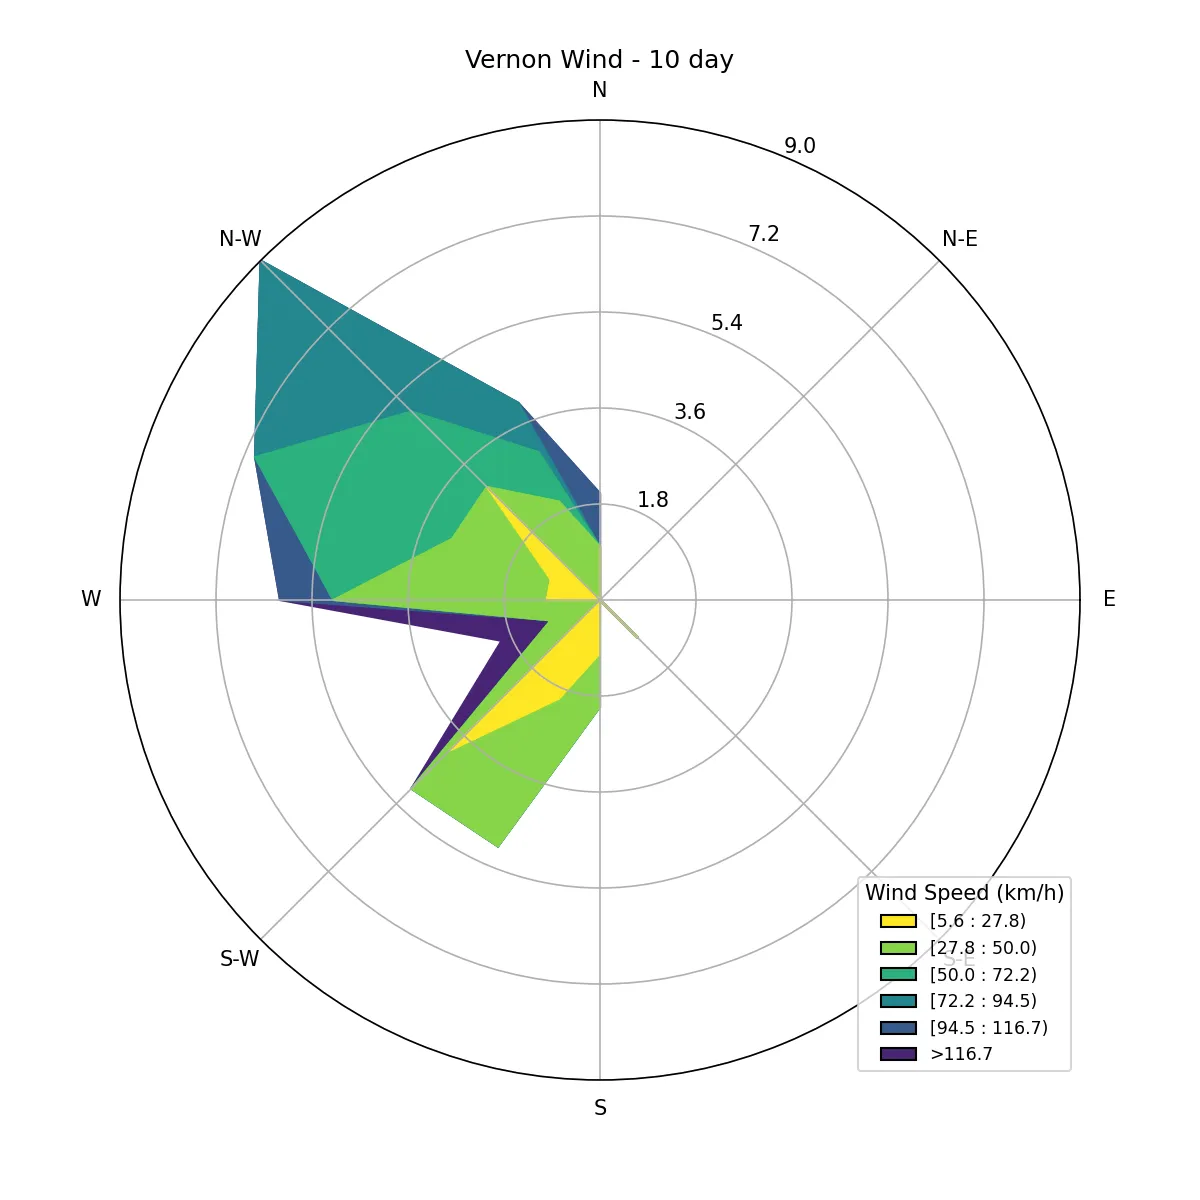 Vernon Wind - 10 day
N
9.0
N-W
N-E
7.2
5.4
3.6
1.8
W
E
S-W
S-E
S
Wind Speed (km/h)
[5.6 : 27.8)
[27.8 : 50.0)
[50.0 : 72.2)
[72.2 : 94.5)
[94.5 : 116.7)
>116.7